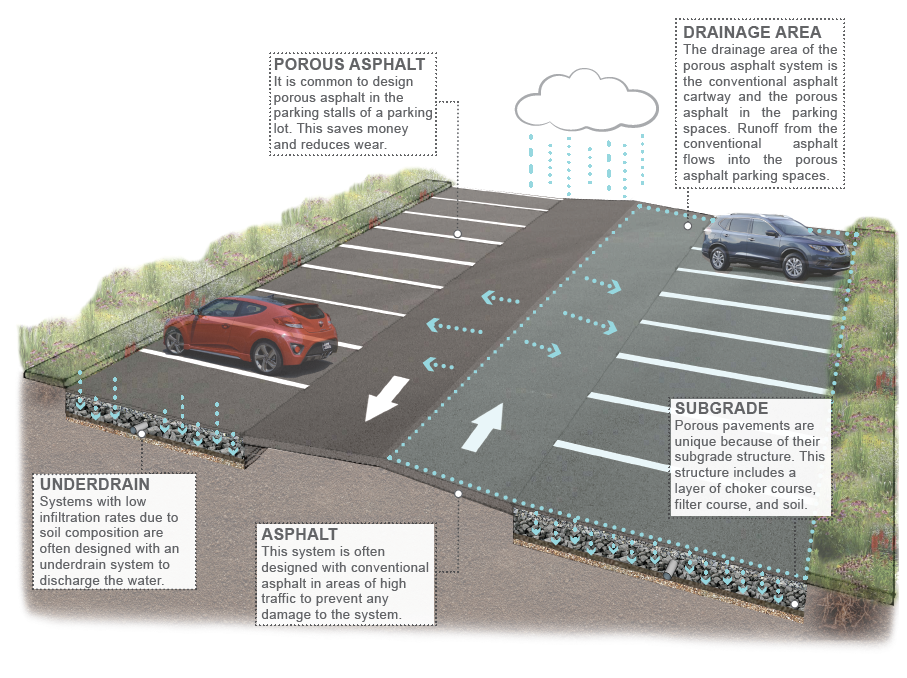 POROUS ASPHALT
It is common to design
porous asphalt in the
parking stalls of a parking
lot. This saves money
and reduces wear.
DRAINAGE AREA
The drainage area of the
porous asphalt system is
the conventional asphalt
cartway and the porous
asphalt in the parking
spaces. Runoff from the
conventional asphalt
flows into the porous
asphalt parking spaces.
SUBGRADE
Porous pavements are
unique because of their
subgrade structure. This
structure includes a
layer of choker course,
filter course, and soil.
UNDERDRAIN
Systems with low
infiltration rates due to
soil composition are
often designed with an
underdrain system to
discharge the water.
ASPHALT
This system is often
designed with conventional
asphalt in areas of high
traffic to prevent any
damage to the system.